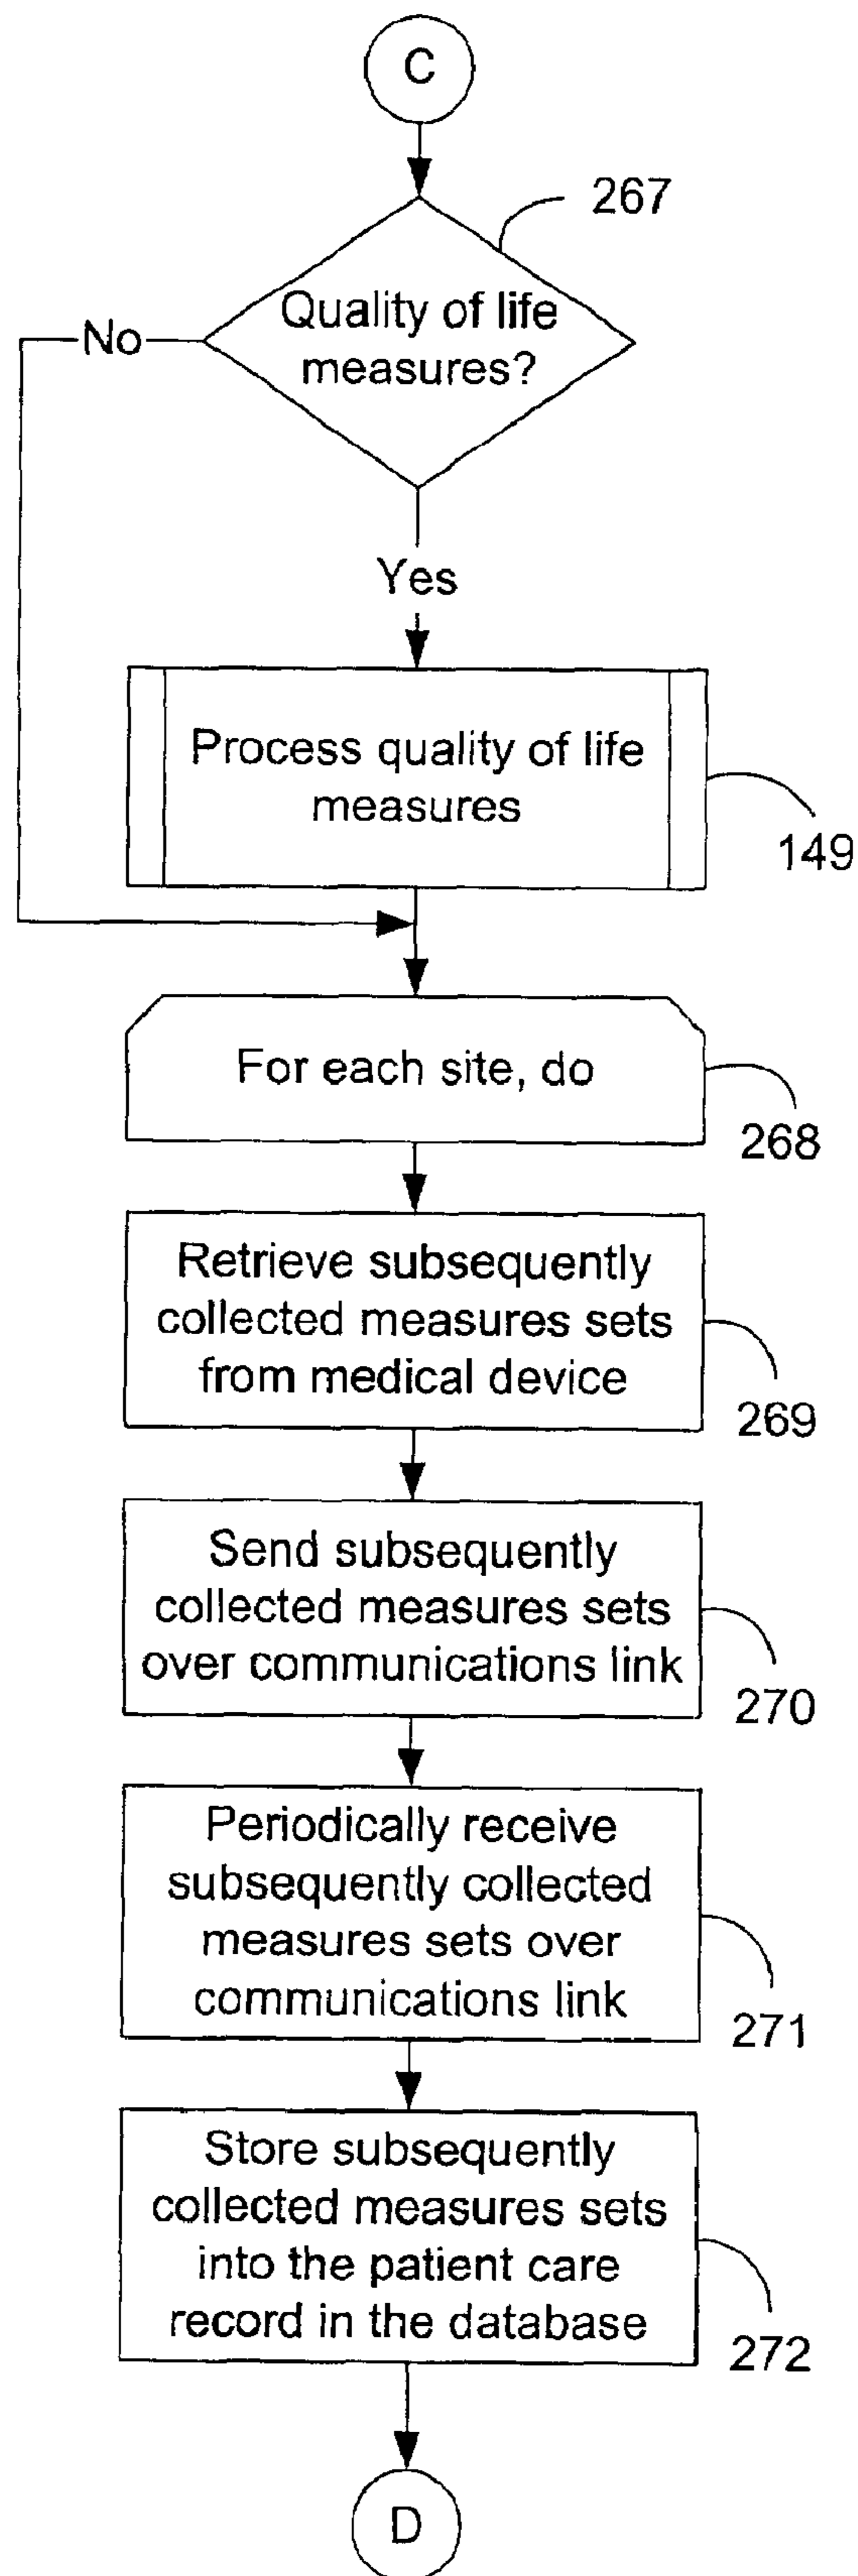 C
267
Quality of life
measures?
No
Yes
Process quality of life
measures
149
For each site, do
268
Retrieve subsequently
collected measures sets
from medical device
269
Send subsequently
collected measures sets
over communications link
270
Periodically receive
subsequently collected
measures sets over
communications link
271
Store subsequently
collected measures sets
into the patient care
record in the database
272
D